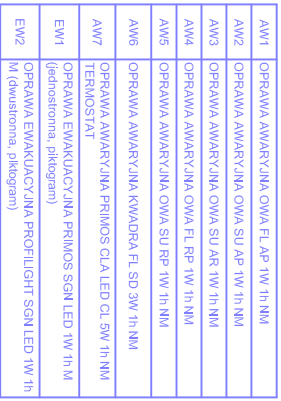 AW1 OPRAWA AWARYJNA OWA FL AP 1W 1h NM
AW2 OPRAWA AWARYJNA OWA SU AP 1W 1h NM
AW3 OPRAWA AWARYJNA OWA SU AR 1W 1h NM
AW4 OPRAWA AWARYJNA OWA FL RP 1W 1h NM
AW5 OPRAWA AWARYJNA OWA SU RP 1W 1h NM
AW6 OPRAWA AWARYJNA KWADRA FL SD 3W 1h NM
AW7 OPRAWA AWARYJNA PRIMOS CLA LED CL 5W 1h NM
TERMOSTAT
EW1 OPRAWA EWAKUACYJNA PRIMOS SGN LED 1W 1h M
(jednostronna, piktogram)
EW2 OPRAWA EWAKUACYJNA PROFILIGHT SGN LED 1W 1h
M (dwustronna, piktogram)